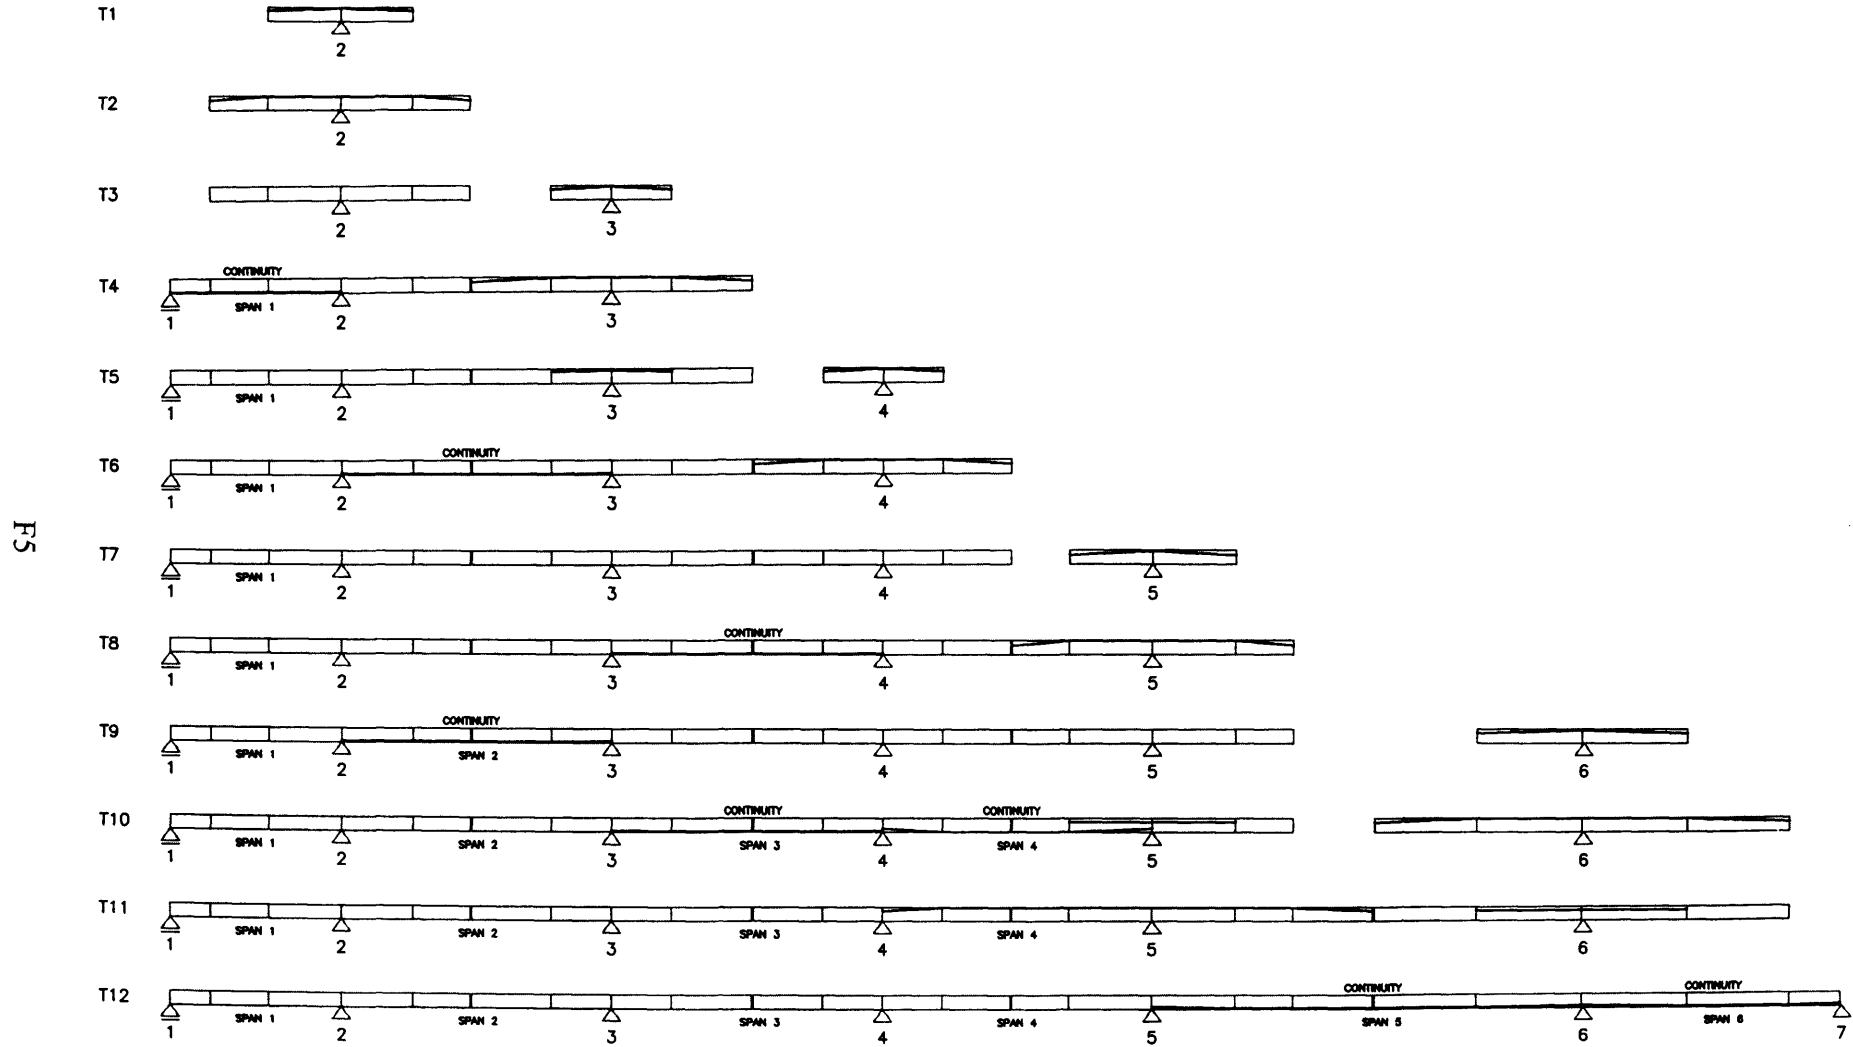 T1
2
T2
2
T3
2 3
CONTINUITY
T4
SPAN 1
1 2 3
T5
SPAN 1
1 2 3 4
CONTINUITY
T6
SPAN 1
1 2 3 4
F5
T7
SPAN 1
1 2 3 4 5
CONTINUITY
T8
SPAN 1
1 2 3 4 5
CONTINUITY
T9
SPAN 1 SPAN 2
1 2 3 4 5 6
CONTINUITY CONTINUITY
T10
SPAN 1 SPAN 2 SPAN 3 SPAN 4
1 2 3 4 5 6
T11
SPAN 1 SPAN 2 SPAN 3 SPAN 4
1 2 3 4 5 6
CONTINUITY CONTINUITY
T12
SPAN 1 SPAN 2 SPAN 3 SPAN 4 SPAN 5 SPAN 6
1 2 3 4 5 6 7